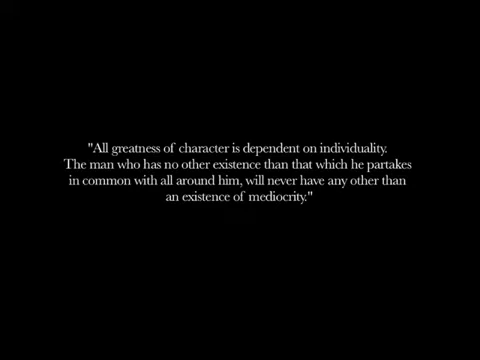 "All greatness of character is dependent on individuality.
The man who has no other existence than that which he partakes
in common with all around him, will never have any other than
an existence of mediocrity."